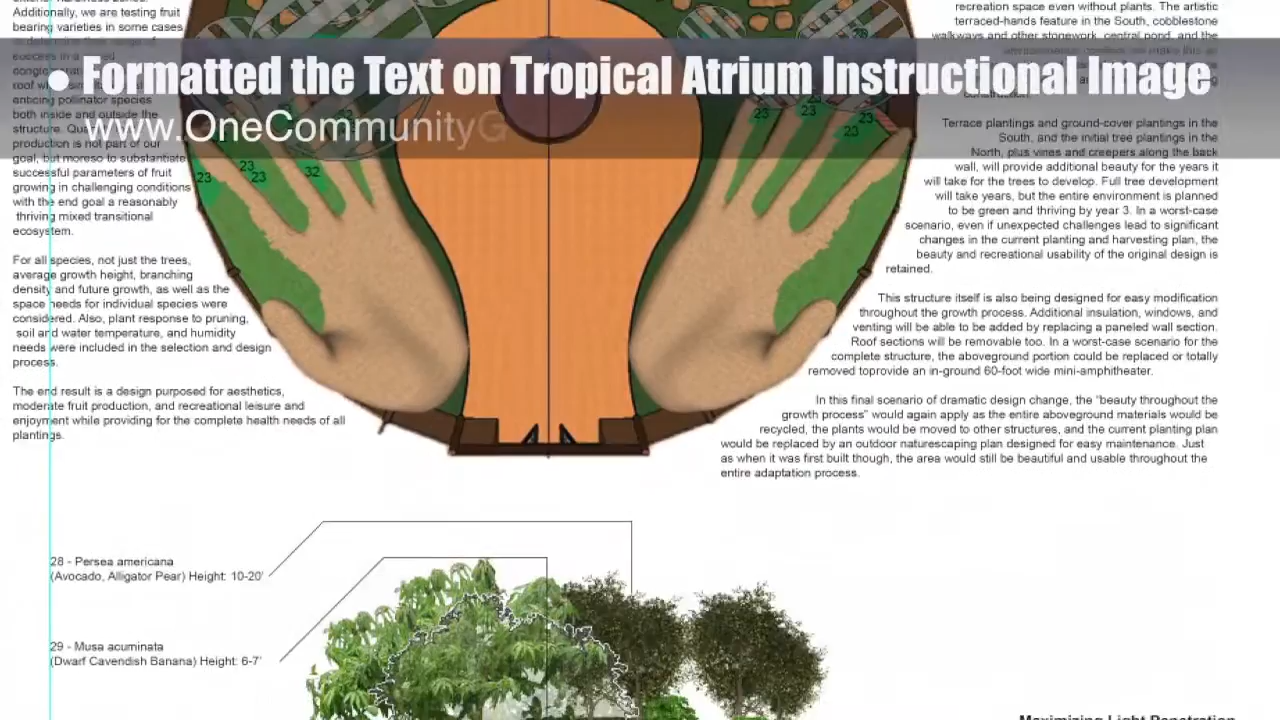 Additionally, we are testing fruit
bearing varieties in some cases
both inside and outside the
structure.
production is not part of our
goal, but moreso to substantiate
successful parameters of fruit
growing in challenging conditions
with the end goal a reasonably
thriving mixed transitional
ecosystem.
For all species, not just the trees,
average growth height, branching
density and future growth, as well as the
space needs for individual species were
considered. Also, plant response to pruning,
soil and water temperature, and humidity
needs were included in the selection and design
process.
The end result is a design purposed for aesthetics,
moderate fruit production, and recreational leisure and
enjoyment while providing for the complete health needs of all
plantings.
• Formatted the Text on Tropical Atrium Instructional Image
www.OneCommunityG
23
23
23
32
23
23
23
23
recreation space even without plants. The artistic
terraced-hands feature in the South, cobblestone
walkways and other stonework, central pond, and the
Terrace plantings and ground-cover plantings in the
South, and the initial tree plantings in the
North, plus vines and creepers along the back
wall, will provide additional beauty for the years it
will take for the trees to develop. Full tree development
will take years, but the entire environment is planned
to be green and thriving by year 3. In a worst-case
scenario, even if unexpected challenges lead to significant
changes in the current planting and harvesting plan, the
beauty and recreational usability of the original design is
retained.
This structure itself is also being designed for easy modification
throughout the growth process. Additional insulation, windows, and
venting will be able to be added by replacing a paneled wall section.
Roof sections will be removable too. In a worst-case scenario for the
complete structure, the aboveground portion could be replaced or totally
removed toprovide an in-ground 60-foot wide mini-amphitheater.
In this final scenario of dramatic design change, the "beauty throughout the
growth process" would again apply as the entire aboveground materials would be
recycled, the plants would be moved to other structures, and the current planting plan
would be replaced by an outdoor naturescaping plan designed for easy maintenance. Just
as when it was first built though, the area would still be beautiful and usable throughout the
entire adaptation process.
28 - Persea americana
(Avocado, Alligator Pear) Height: 10-20'
29 - Musa acuminata
(Dwarf Cavendish Banana) Height: 6-7'
Maximizing Light Penetration